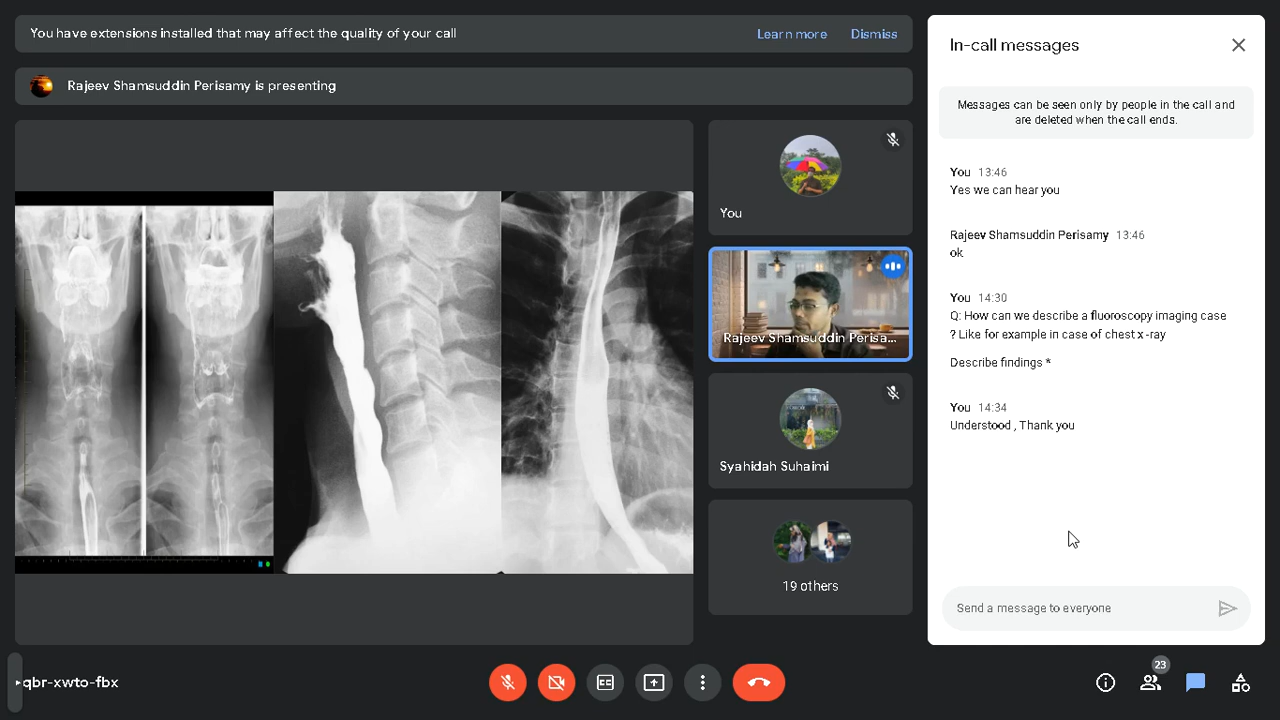 You have extensions installed that may affect the quality of your call
Learn more
Dismiss
Rajeev Shamsuddin Perisamy is presenting
You
Rajeev Shamsuddin Perisa...
Syahidah Suhaimi
19 others
In-call messages
Messages can be seen only by people in the call and
are deleted when the call ends.
You 13:46
Yes we can hear you
Rajeev Shamsuddin Perisamy 13:46
ok
You 14:30
Q: How can we describe a fluoroscopy imaging case
? Like for example in case of chest x-ray
Describe findings *
You 14:34
Understood , Thank you
Send a message to everyone
qbr-xwto-fbx
23